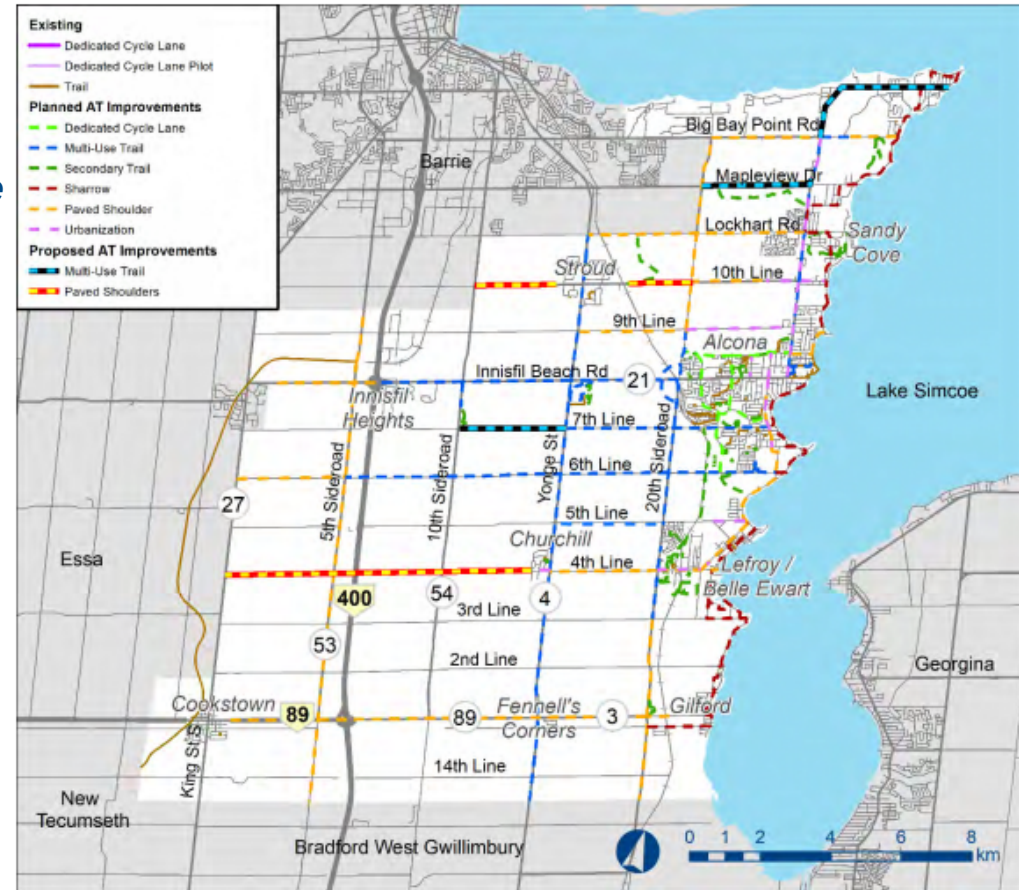 Existing
Dedicated Cycle Lane
Dedicated Cycle Lane Pilot
Trail
Planned AT Improvements
Dedicated Cycle Lane
Multi-Use Trail
Secondary Trail
Sharrow
Paved Shoulder
Urbanization
Proposed AT Improvements
Multi-Use Trail
Paved Shoulders
e
Big Bay Point Rd
Barrie
Mapleview Dr
Lockhart Rd
Sandy
Cove
Stroud
10th Line
9th Line
Alcona
Innisfil Beach Rd
21
Lake Simcoe
Innisfil
Heights
7th Line
6th Line
5th Sideroad
10th Sideroad
Yonge St
20th Sideroad
27
5th Line
Churchill
Essa
4th Line
Lefroy /
Belle Ewart
400
54
4
3rd Line
53
2nd Line
Georgina
Cookstown
89
89
Fennell's
Corners
3
Gilford
King St S
14th Line
New
Tecumseth
Bradford West Gwillimbury
0 1 2 4 6 8
km